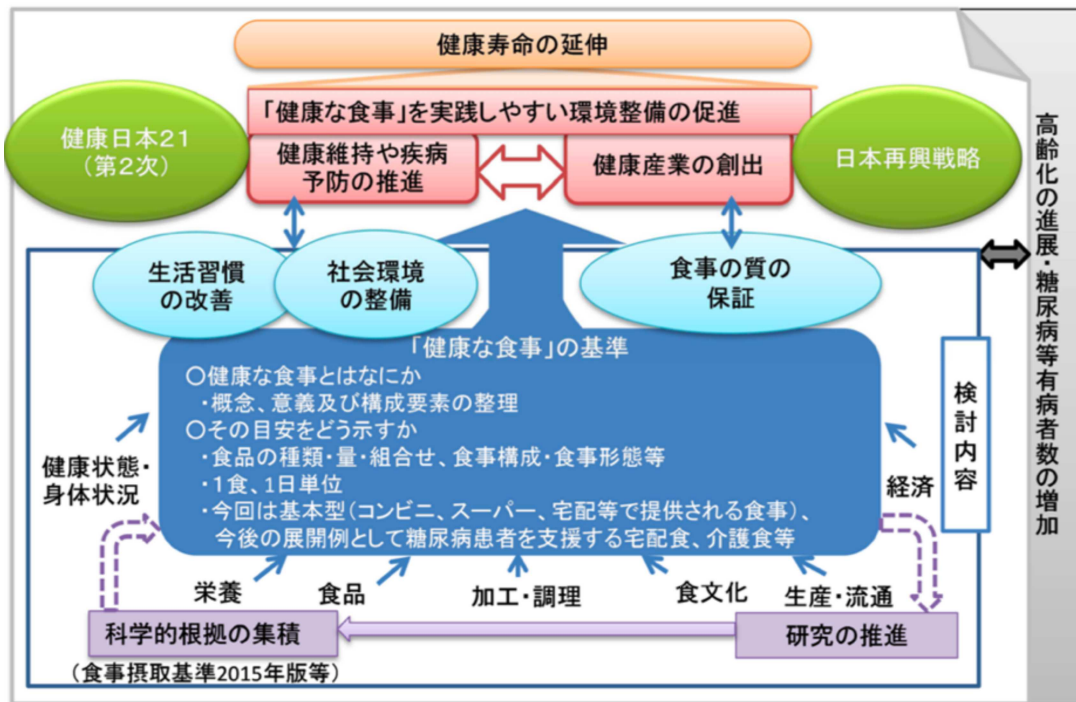 健康寿命の延伸
「健康な食事」を実践しやすい環境整備の促進
健康日本21
(第2次)
健康維持や疾病
予防の推進
健康産業の創出
日本再興戦略
高齢化の進展・糖尿病等有病者数の増加
生活習慣
の改善
社会環境
の整備
食事の質の
保証
「健康な食事」の基準
○健康な食事とはなにか
・概念、意義及び構成要素の整理
○その目安をどう示すか
・食品の種類・量・組合せ、食事構成・食事形態等
・1食、1日単位
・今回は基本型(コンビニ、スーパー、宅配等で提供される食事)、
今後の展開例として糖尿病患者を支援する宅配食、介護食等
検討内容
健康状態・
身体状況
経済
栄養
食品
加工・調理
食文化
生産・流通
科学的根拠の集積
(食事摂取基準2015年版等)
研究の推進